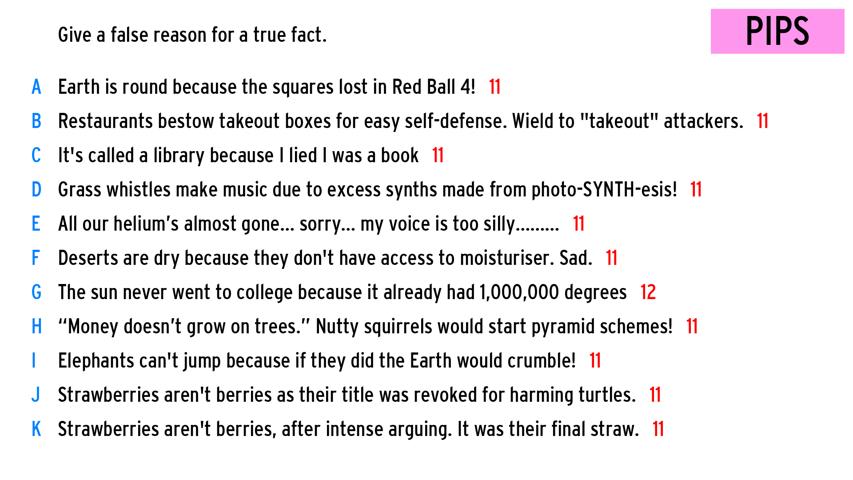 Give a false reason for a true fact.
PIPS
A Earth is round because the squares lost in Red Ball 4! 11
B Restaurants bestow takeout boxes for easy self-defense. Wield to "takeout" attackers. 11
C It's called a library because I lied I was a book 11
D Grass whistles make music due to excess synths made from photo-SYNTH-esis! 11
E All our helium’s almost gone... sorry... my voice is too silly......... 11
F Deserts are dry because they don't have access to moisturiser. Sad. 11
G The sun never went to college because it already had 1,000,000 degrees 12
H “Money doesn’t grow on trees.” Nutty squirrels would start pyramid schemes! 11
I Elephants can't jump because if they did the Earth would crumble! 11
J Strawberries aren't berries as their title was revoked for harming turtles. 11
K Strawberries aren't berries, after intense arguing. It was their final straw. 11